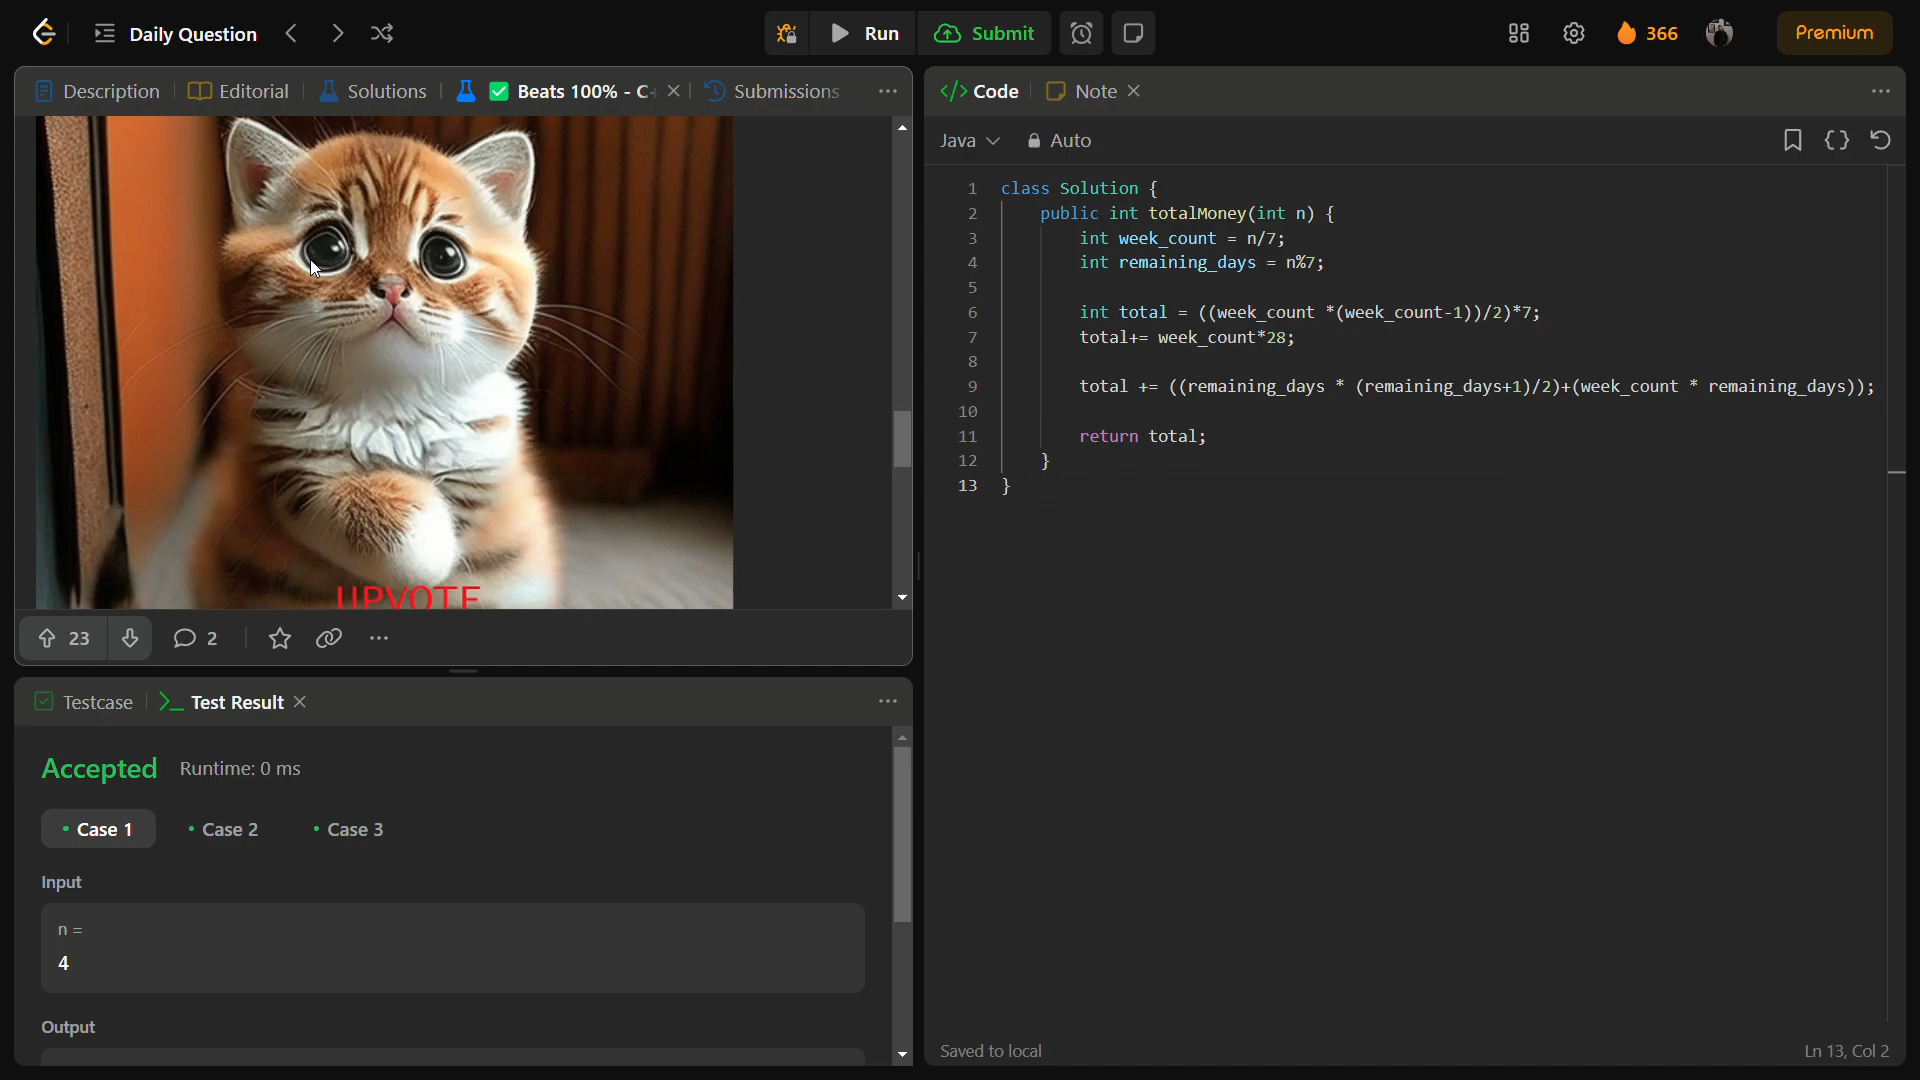 Daily Question
Run
Submit
366
Premium
Description
Editorial
Solutions
Beats 100% - C
Submissions
UPVOTE
23
2
Testcase
Test Result
Accepted
Runtime: 0 ms
Case 1
Case 2
Case 3
Input
n =
4
Output
</> Code
Note
Java
Auto
1 class Solution {
2 public int totalMoney(int n) {
3 int week_count = n/7;
4 int remaining_days = n%7;
5
6 int total = ((week_count *(week_count-1))/2)*7;
7 total+= week_count*28;
8
9 total += ((remaining_days * (remaining_days+1)/2)+(week_count * remaining_days));
10
11 return total;
12 }
13 }
Saved to local
Ln 13, Col 2